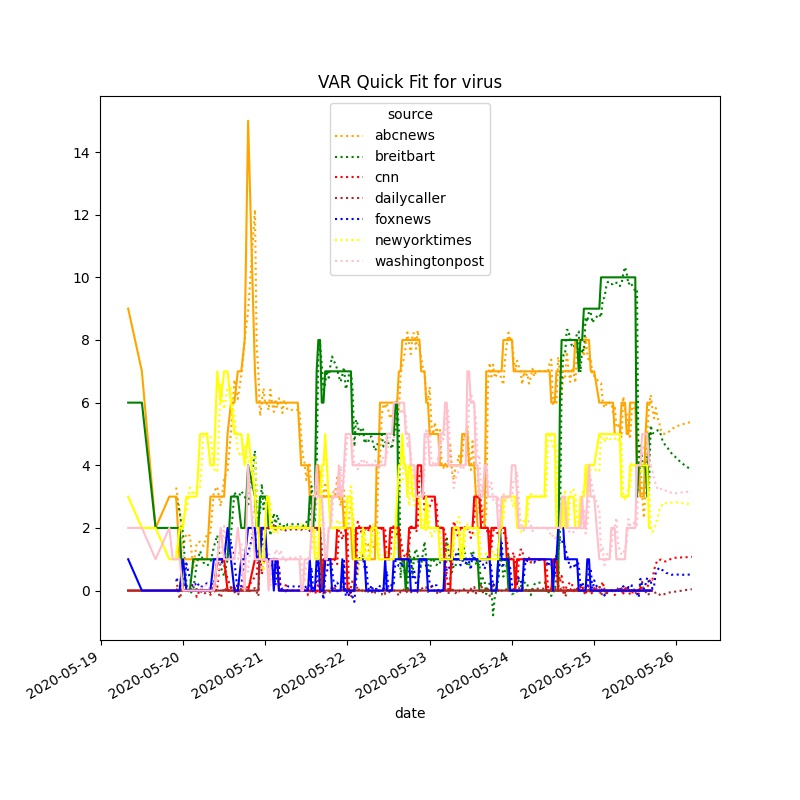 VAR Quick Fit for virus
source
abcnews
breitbart
cnn
dailycaller
foxnews
newyorktimes
washingtonpost
14
12
10
8
6
4
2
0
2020-05-19
2020-05-20
2020-05-21
2020-05-22
2020-05-23
2020-05-24
2020-05-25
2020-05-26
date